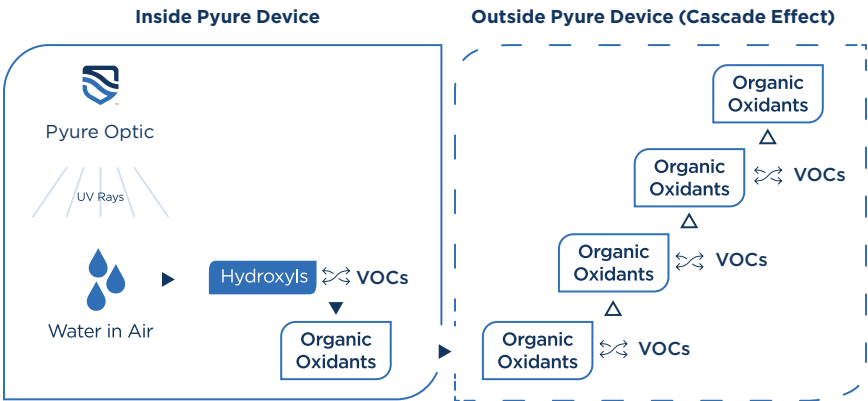 Inside Pyure Device
Outside Pyure Device (Cascade Effect)
Pyure Optic
UV Rays
Water in Air
Hydroxyls
VOCs
Organic
Oxidants
Organic
Oxidants
VOCs
Organic
Oxidants
VOCs
Organic
Oxidants
VOCs
Organic
Oxidants